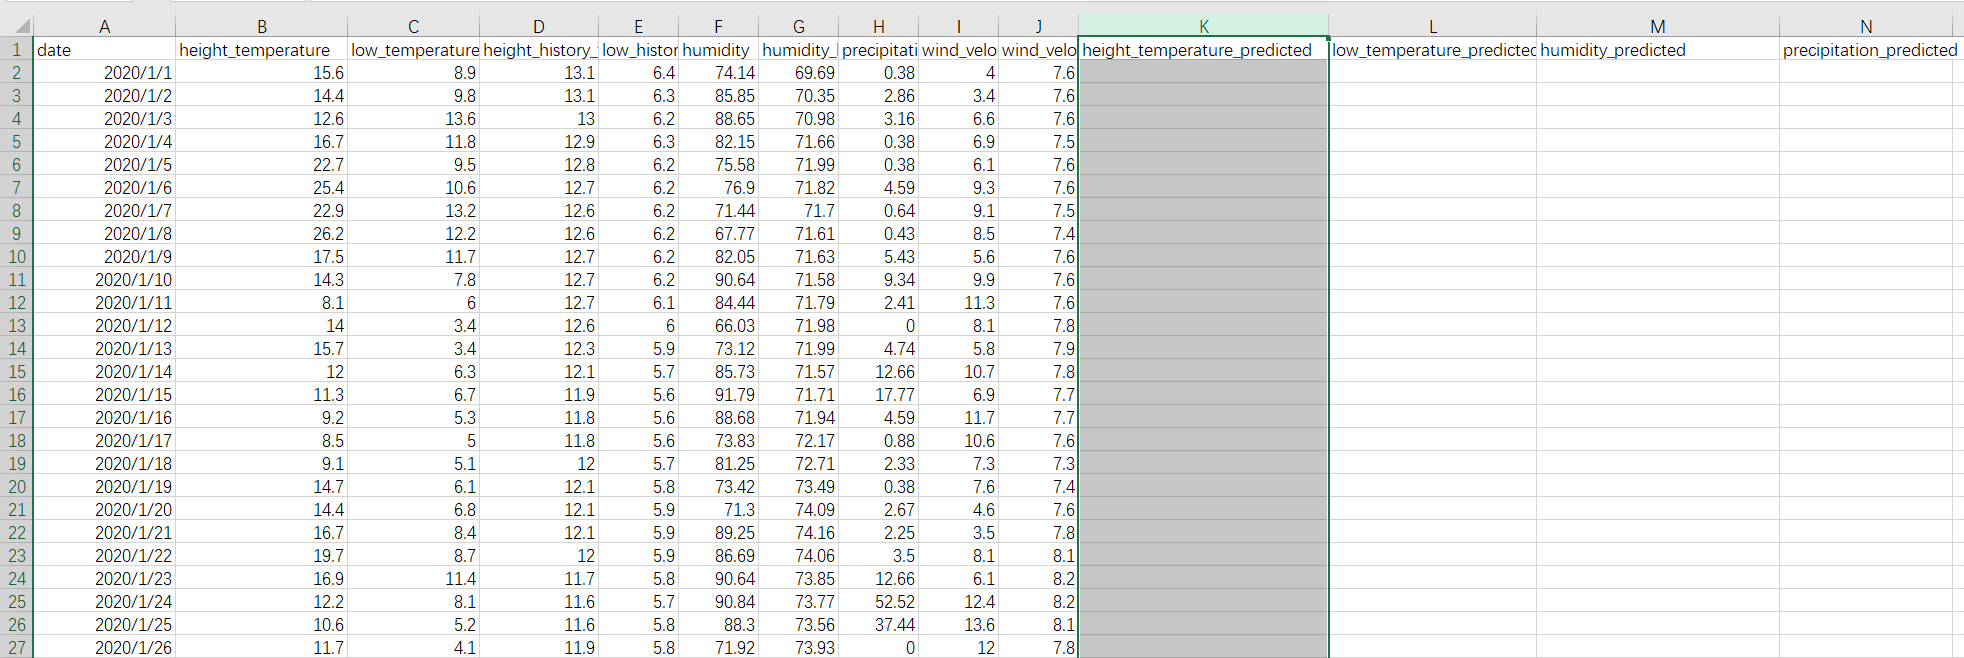 A B C D E F G H I J K L M N
1 date height_temperature low_temperature height_history_ low_histor humidity humidity_ precipitati wind_velo wind_velo height_temperature_predicted low_temperature_predicted humidity_predicted precipitation_predicted
2 2020/1/1 15.6 8.9 13.1 6.4 74.14 69.69 0.38 4 7.6
3 2020/1/2 14.4 9.8 13.1 6.3 85.85 70.35 2.86 3.4 7.6
4 2020/1/3 12.6 13.6 13 6.2 88.65 70.98 3.16 6.6 7.6
5 2020/1/4 16.7 11.8 12.9 6.3 82.15 71.66 0.38 6.9 7.5
6 2020/1/5 22.7 9.5 12.8 6.2 75.58 71.99 0.38 6.1 7.6
7 2020/1/6 25.4 10.6 12.7 6.2 76.9 71.82 4.59 9.3 7.6
8 2020/1/7 22.9 13.2 12.6 6.2 71.44 71.7 0.64 9.1 7.5
9 2020/1/8 26.2 12.2 12.6 6.2 67.77 71.61 0.43 8.5 7.4
10 2020/1/9 17.5 11.7 12.7 6.2 82.05 71.63 5.43 5.6 7.6
11 2020/1/10 14.3 7.8 12.7 6.2 90.64 71.58 9.34 9.9 7.6
12 2020/1/11 8.1 6 12.7 6.1 84.44 71.79 2.41 11.3 7.6
13 2020/1/12 14 3.4 12.6 6 66.03 71.98 0 8.1 7.8
14 2020/1/13 15.7 3.4 12.3 5.9 73.12 71.99 4.74 5.8 7.9
15 2020/1/14 12 6.3 12.1 5.7 85.73 71.57 12.66 10.7 7.8
16 2020/1/15 11.3 6.7 11.9 5.6 91.79 71.71 17.77 6.9 7.7
17 2020/1/16 9.2 5.3 11.8 5.6 88.68 71.94 4.59 11.7 7.7
18 2020/1/17 8.5 5 11.8 5.6 73.83 72.17 0.88 10.6 7.6
19 2020/1/18 9.1 5.1 12 5.7 81.25 72.71 2.33 7.3 7.3
20 2020/1/19 14.7 6.1 12.1 5.8 73.42 73.49 0.38 7.6 7.4
21 2020/1/20 14.4 6.8 12.1 5.9 71.3 74.09 2.67 4.6 7.6
22 2020/1/21 16.7 8.4 12.1 5.9 89.25 74.16 2.25 3.5 7.8
23 2020/1/22 19.7 8.7 12 5.9 86.69 74.06 3.5 8.1 8.1
24 2020/1/23 16.9 11.4 11.7 5.8 90.64 73.85 12.66 6.1 8.2
25 2020/1/24 12.2 8.1 11.6 5.7 90.84 73.77 52.52 12.4 8.2
26 2020/1/25 10.6 5.2 11.6 5.8 88.3 73.56 37.44 13.6 8.1
27 2020/1/26 11.7 4.1 11.9 5.8 71.92 73.93 0 12 7.8